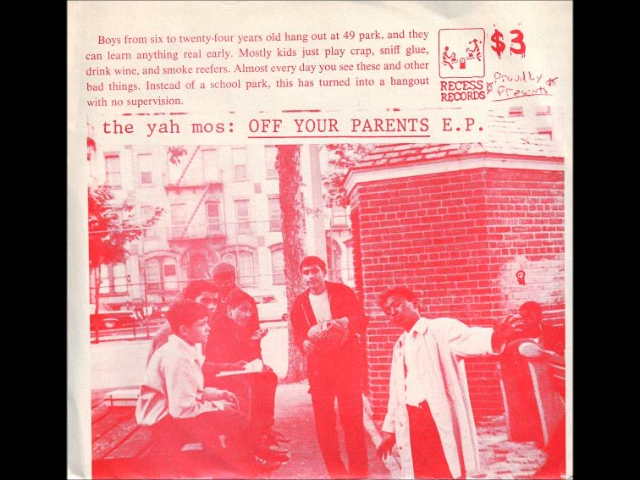 Boys from six to twenty-four years old hang out at 49 park, and they
can learn anything real early. Mostly kids just play crap, sniff glue,
drink wine, and smoke reefers. Almost every day you see these and other
bad things. Instead of a school park, this has turned into a hangout
with no supervision.
$3
RECESS
RECORDS
Proudly
Presents
the yah mos: OFF YOUR PARENTS E.P.